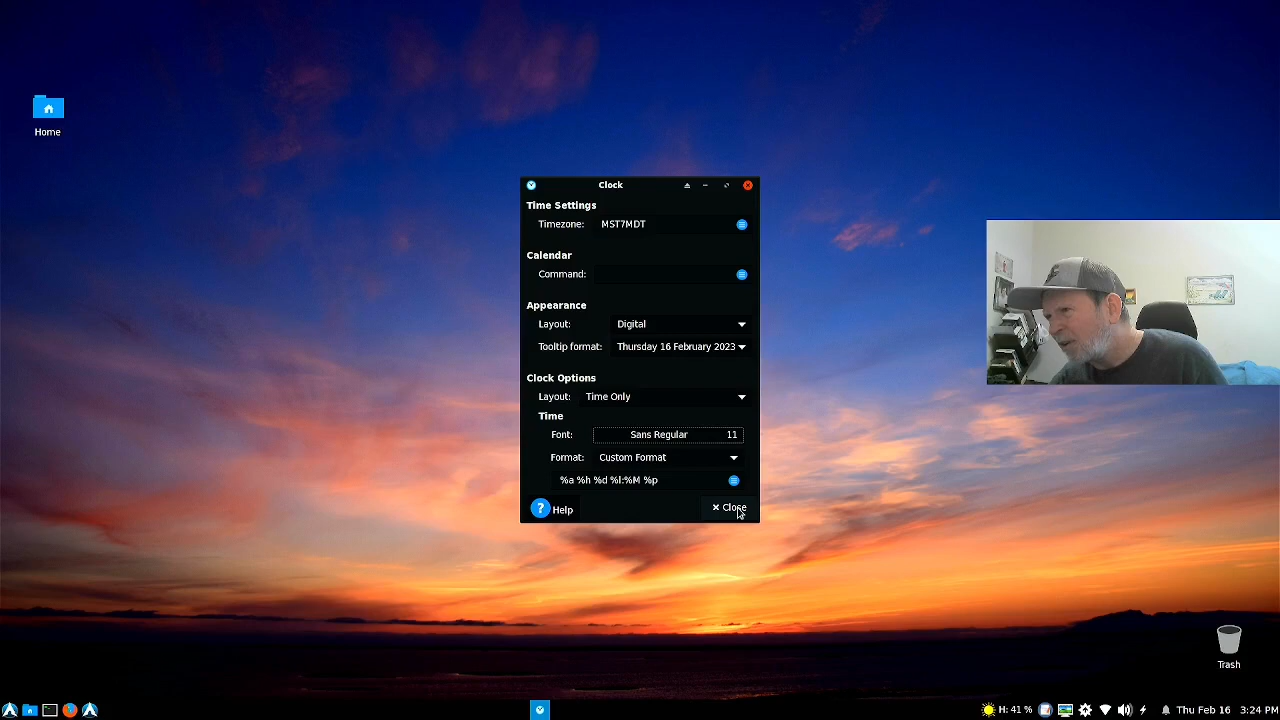 Home
Clock
Time Settings
Timezone: MST7MDT
Calendar
Command:
Appearance
Layout: Digital
Tooltip format: Thursday 16 February 2023
Clock Options
Layout: Time Only
Time
Font: Sans Regular 11
Format: Custom Format
%a %h %d %l:%M %p
? Help
Close
Trash
H: 41 %
Thu Feb 16 3:24 PM